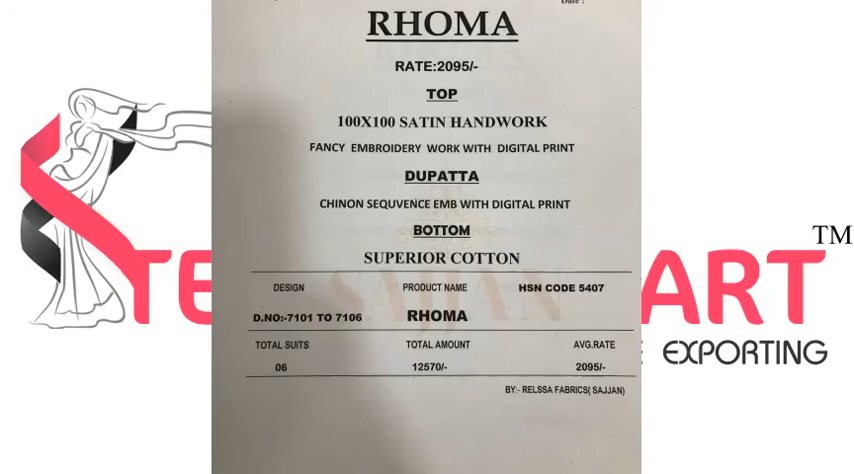 Date :
RHOMA
RATE:2095/-
TOP
100X100 SATIN HANDWORK
FANCY EMBROIDERY WORK WITH DIGITAL PRINT
DUPATTA
CHINON SEQUVENCE EMB WITH DIGITAL PRINT
BOTTOM
SUPERIOR COTTON
SAJJAN
DESIGN PRODUCT NAME HSN CODE 5407
D.NO:-7101 TO 7106 RHOMA
TOTAL SUITS TOTAL AMOUNT AVG.RATE
06 12570/- 2095/-
BY:- RELSSA FABRICS( SAJJAN)
TE ART TM
EXPORTING